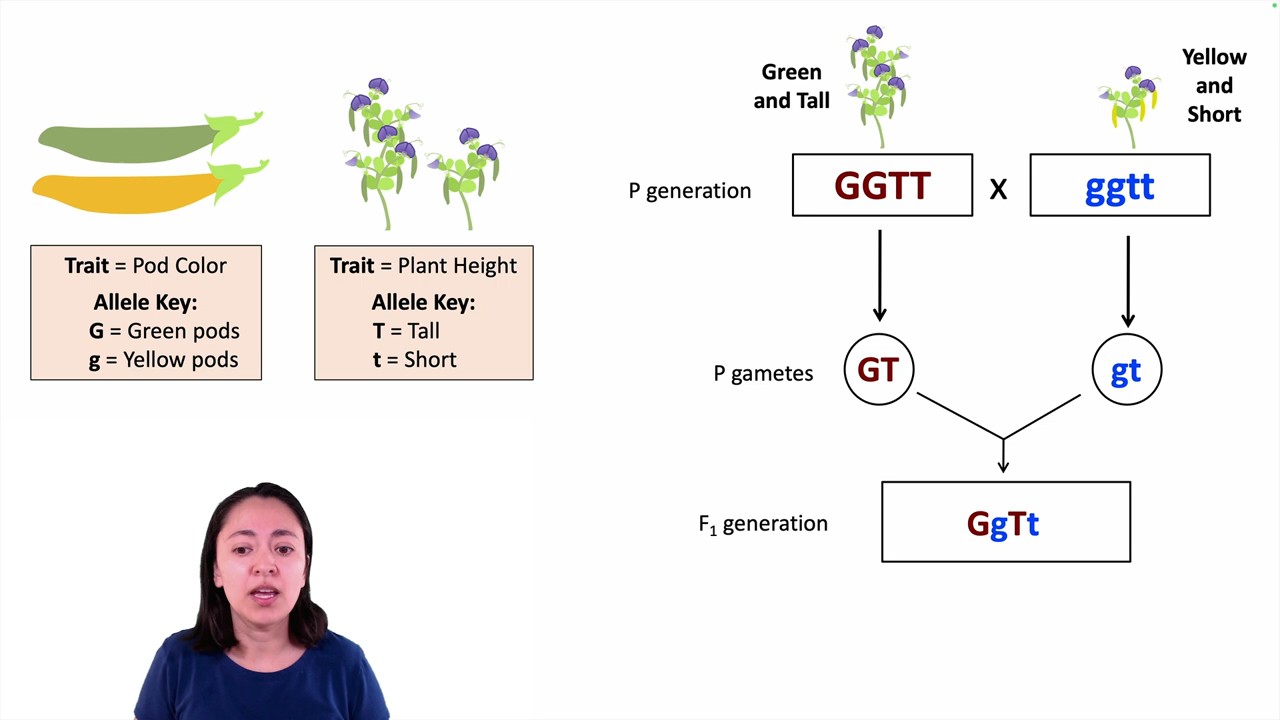 Trait = Pod Color
Allele Key:
G = Green pods
g = Yellow pods
Trait = Plant Height
Allele Key:
T = Tall
t = Short
Green
and Tall
Yellow
and
Short
P generation
GGTT
X
ggtt
P gametes
GT
gt
F₁ generation
GgTt